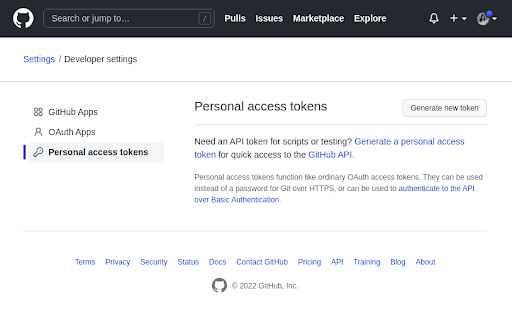 Search or jump to… /
Pulls Issues Marketplace Explore
Settings / Developer settings
GitHub Apps
OAuth Apps
Personal access tokens
Personal access tokens
Generate new token
Need an API token for scripts or testing? Generate a personal access
token for quick access to the GitHub API.
Personal access tokens function like ordinary OAuth access tokens. They can be used
instead of a password for Git over HTTPS, or can be used to authenticate to the API
over Basic Authentication.
Terms Privacy Security Status Docs Contact GitHub Pricing API Training Blog About
© 2022 GitHub, Inc.